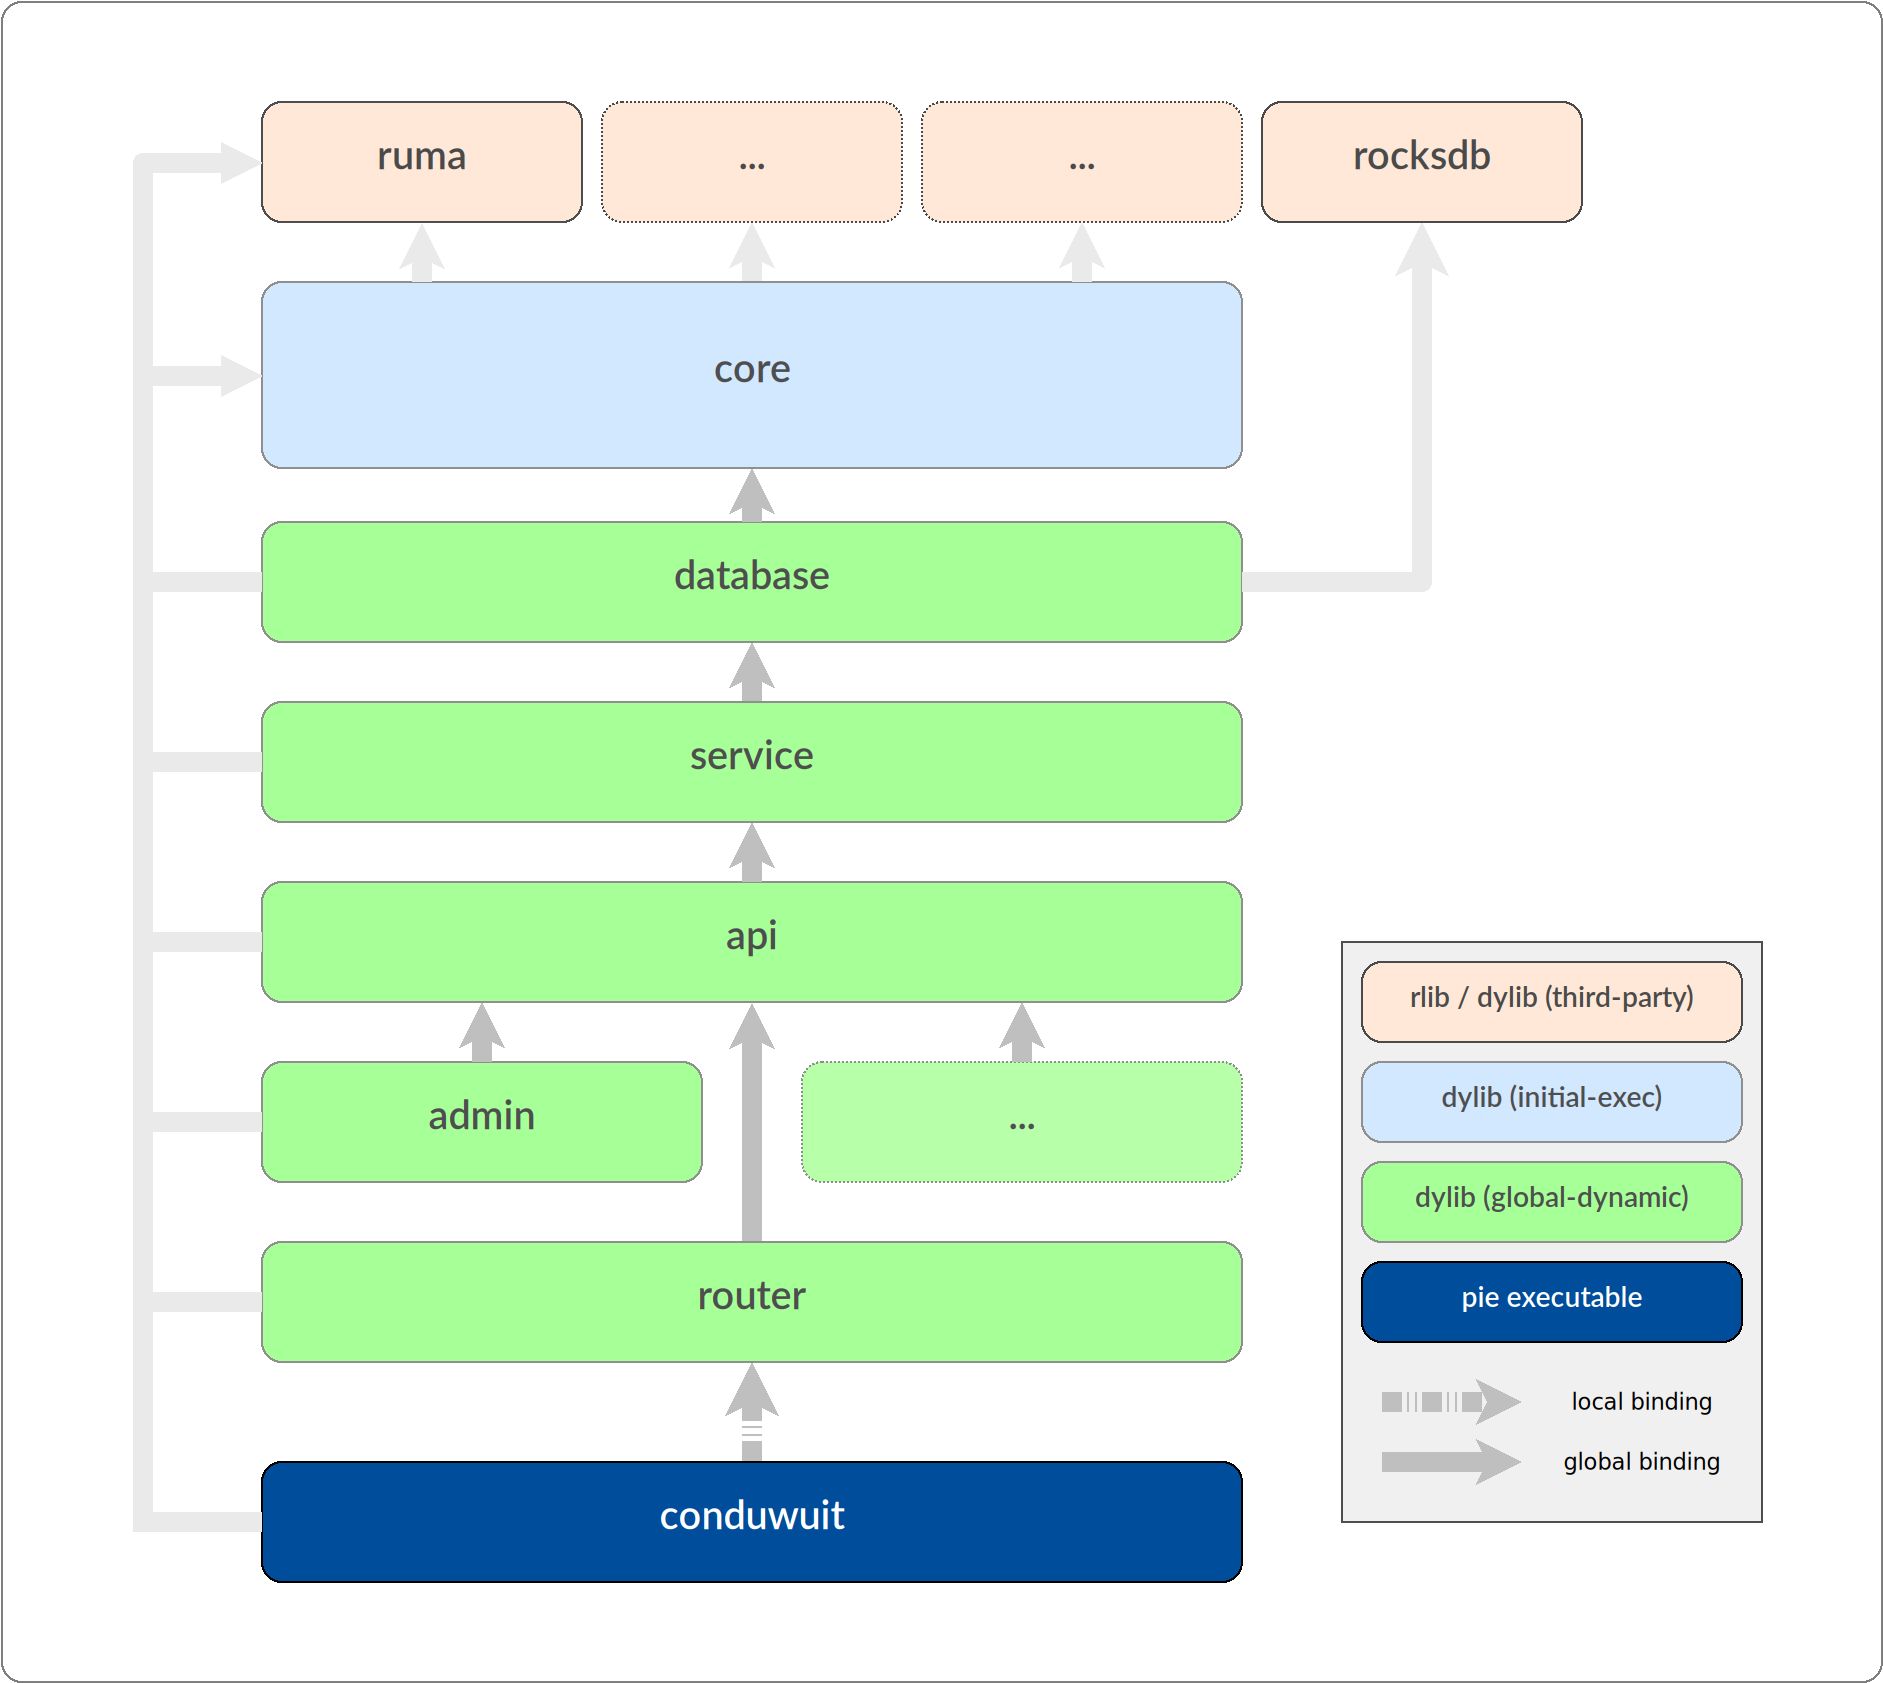 ruma
...
...
rocksdb
core
database
service
api
admin
...
router
conduwuit
rlib / dylib (third-party)
dylib (initial-exec)
dylib (global-dynamic)
pie executable
local binding
global binding